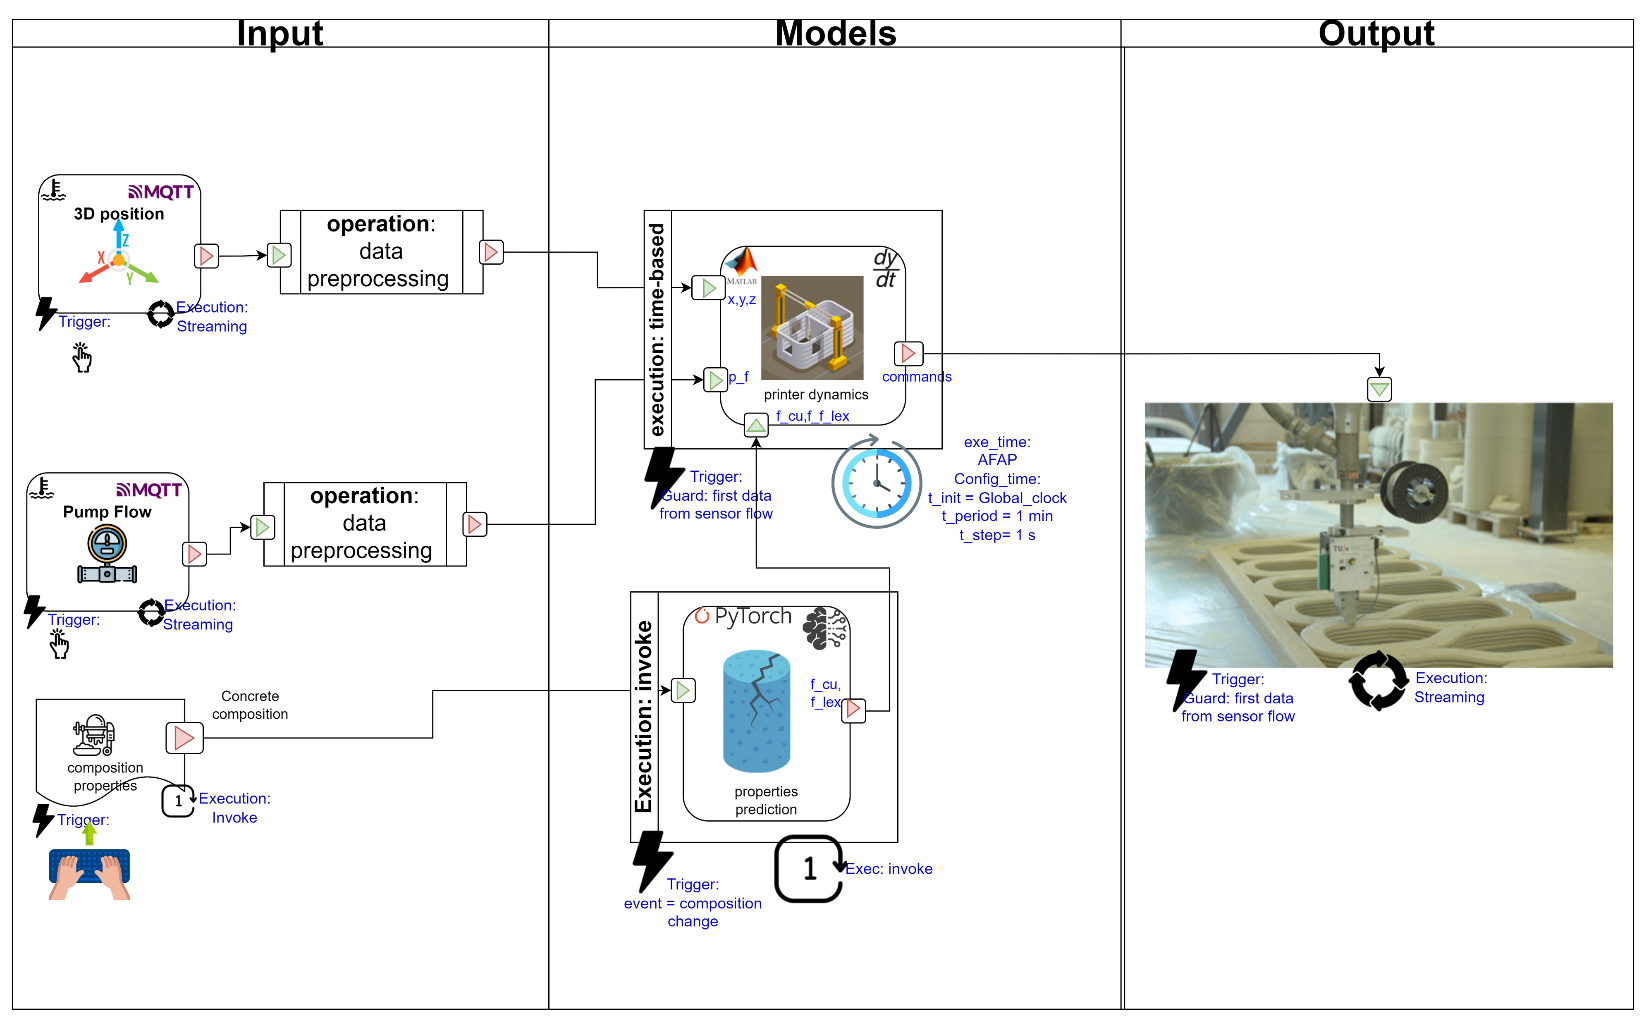 Input
Models
Output
MQTT
3D position
Z
X
Y
Trigger:
Execution:
Streaming
operation:
data
preprocessing
MQTT
Pump Flow
Trigger:
Execution:
Streaming
operation:
data
preprocessing
Concrete
composition
composition
properties
Trigger:
1
Execution:
Invoke
execution: time-based
MATLAB
dy
dt
x,y,z
p_f
printer dynamics
commands
f_cu,f_f_lex
Trigger:
Guard: first data
from sensor flow
exe_time:
AFAP
Config_time:
t_init = Global_clock
t_period = 1 min
t_step= 1 s
Execution: invoke
PyTorch
f_cu,
f_lex
properties
prediction
Trigger:
event = composition
change
1
Exec: invoke
TU/e
Trigger:
Guard: first data
from sensor flow
Execution:
Streaming